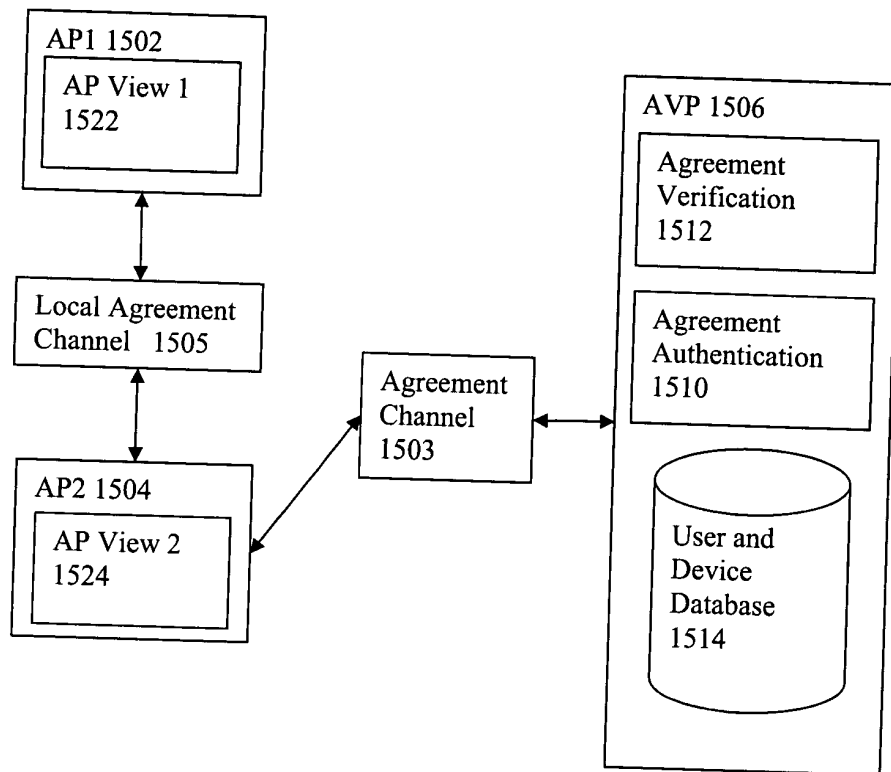 AP1 1502
AP View 1
1522
Local Agreement
Channel 1505
AP2 1504
AP View 2
1524
Agreement
Channel
1503
AVP 1506
Agreement
Verification
1512
Agreement
Authentication
1510
User and
Device
Database
1514